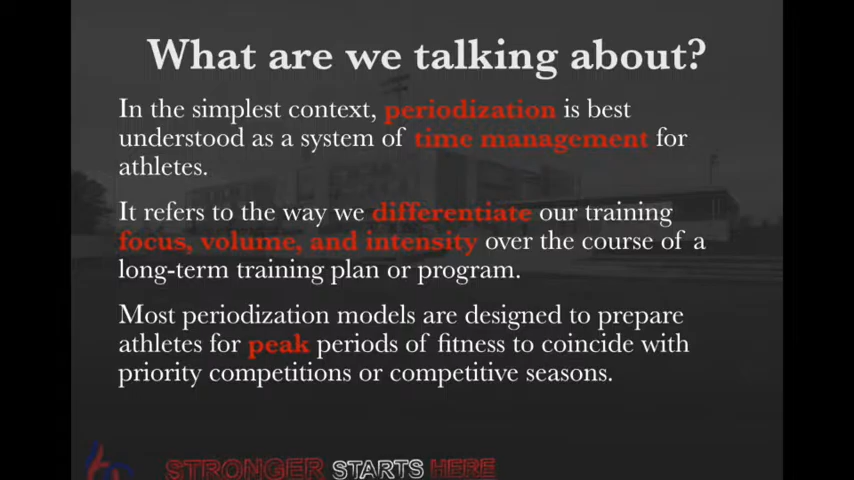 What are we talking about?
In the simplest context, periodization is best
understood as a system of time management for
athletes.
It refers to the way we differentiate our training
focus, volume, and intensity over the course of a
long-term training plan or program.
Most periodization models are designed to prepare
athletes for peak periods of fitness to coincide with
priority competitions or competitive seasons.
STRONGER STARTS HERE